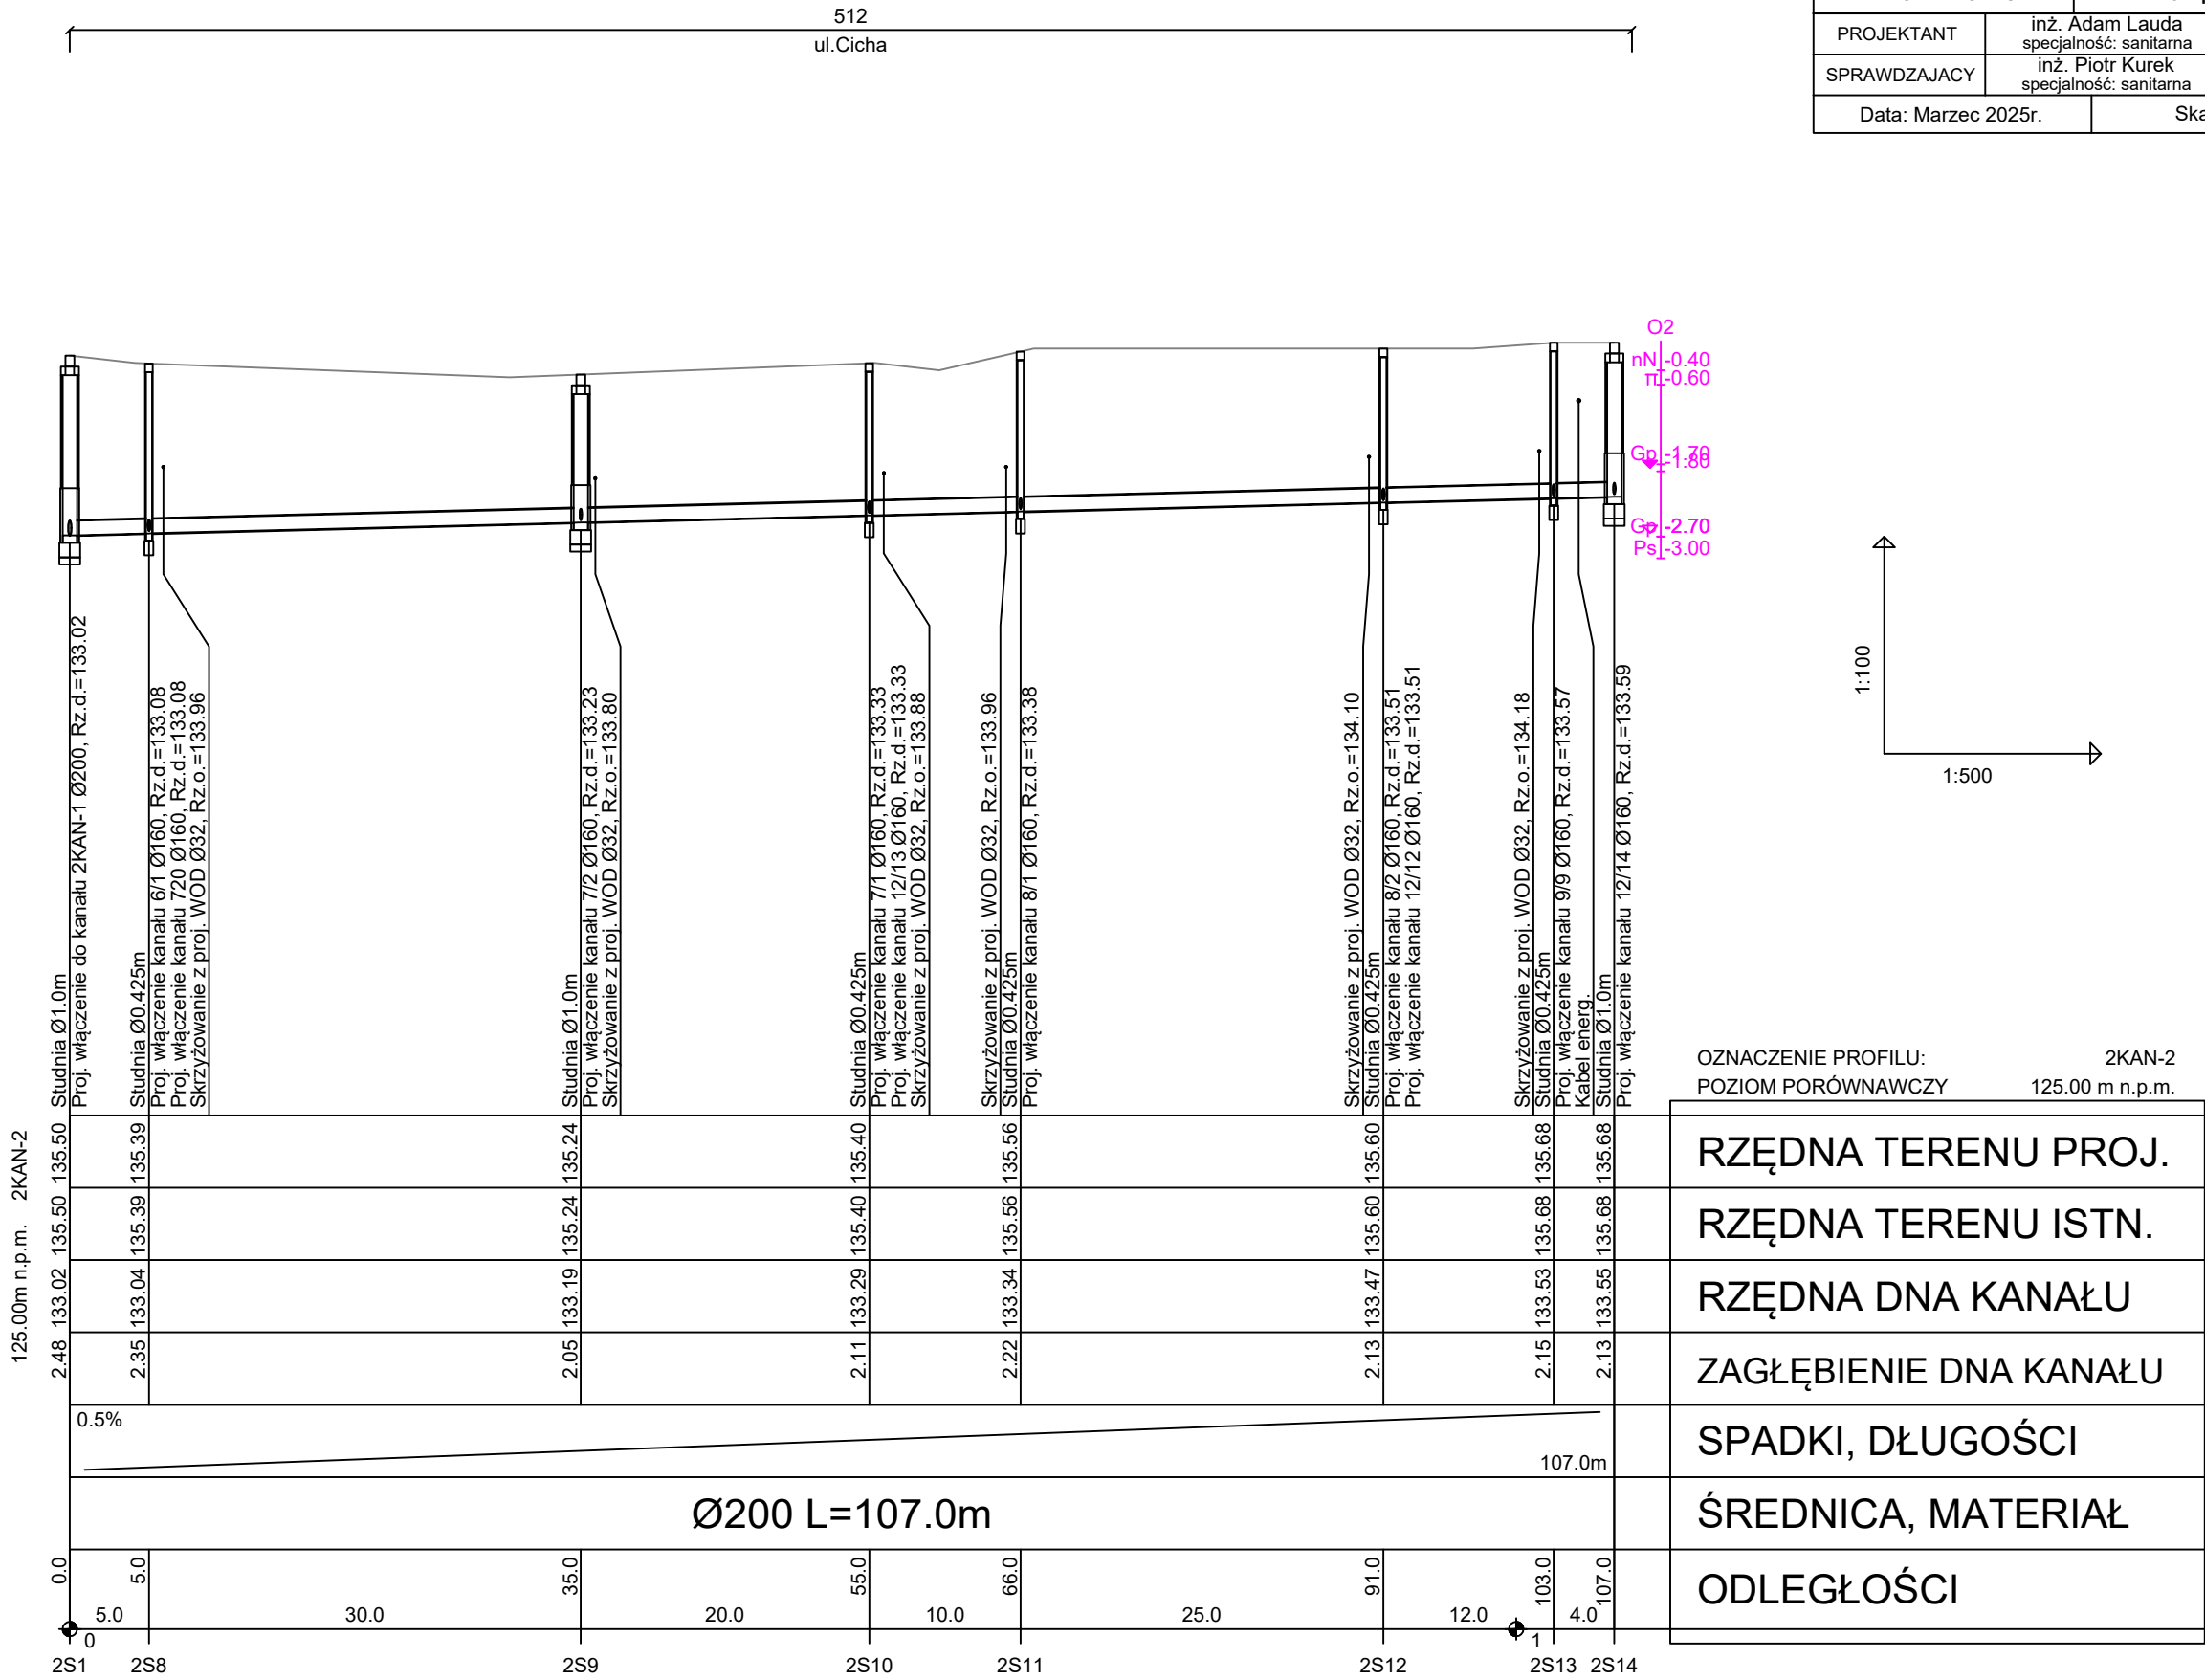 512
ul.Cicha
PROJEKTANT
inż. Adam Lauda
specjalność: sanitarna
SPRAWDZAJACY
inż. Piotr Kurek
specjalność: sanitarna
Data: Marzec 2025r.
Ska
O2
nN -0.40
π -0.60
Gp -1.70
-1.80
Gp -2.70
Ps -3.00
1:100
1:500
Studnia Ø1.0m
Proj. włączenie do kanału 2KAN-1 Ø200, Rz.d.=133.02
Studnia Ø0.425m
Proj. włączenie kanału 6/1 Ø160, Rz.d.=133.08
Proj. włączenie kanału 720 Ø160, Rz.d.=133.08
Skrzyżowanie z proj. WOD Ø32, Rz.o.=133.96
Studnia Ø1.0m
Proj. włączenie kanału 7/2 Ø160, Rz.d.=133.23
Skrzyżowanie z proj. WOD Ø32, Rz.o.=133.80
Studnia Ø0.425m
Proj. włączenie kanału 7/1 Ø160, Rz.d.=133.33
Proj. włączenie kanału 12/13 Ø160, Rz.d.=133.33
Skrzyżowanie z proj. WOD Ø32, Rz.o.=133.88
Skrzyżowanie z proj. WOD Ø32, Rz.o.=133.96
Studnia Ø0.425m
Proj. włączenie kanału 8/1 Ø160, Rz.d.=133.38
Skrzyżowanie z proj. WOD Ø32, Rz.o.=134.10
Studnia Ø0.425m
Proj. włączenie kanału 8/2 Ø160, Rz.d.=133.51
Proj. włączenie kanału 12/12 Ø160, Rz.d.=133.51
Skrzyżowanie z proj. WOD Ø32, Rz.o.=134.18
Studnia Ø0.425m
Proj. włączenie kanału 9/9 Ø160, Rz.d.=133.57
Kabel energ.
Studnia Ø1.0m
Proj. włączenie kanału 12/14 Ø160, Rz.d.=133.59
OZNACZENIE PROFILU: 2KAN-2
POZIOM PORÓWNAWCZY 125.00 m n.p.m.
125.00m n.p.m. 2KAN-2
135.50 135.39 135.24 135.40 135.56 135.60 135.68 135.68 RZĘDNA TERENU PROJ.
135.50 135.39 135.24 135.40 135.56 135.60 135.68 135.68 RZĘDNA TERENU ISTN.
133.02 133.04 133.19 133.29 133.34 133.47 133.53 133.55 RZĘDNA DNA KANAŁU
2.48 2.35 2.05 2.11 2.22 2.13 2.15 2.13 ZAGŁĘBIENIE DNA KANAŁU
0.5% 107.0m SPADKI, DŁUGOŚCI
Ø200 L=107.0m ŚREDNICA, MATERIAŁ
0.0 5.0 35.0 55.0 66.0 91.0 103.0 107.0 ODLEGŁOŚCI
5.0 30.0 20.0 10.0 25.0 12.0 4.0
0 1
2S1 2S8 2S9 2S10 2S11 2S12 2S13 2S14